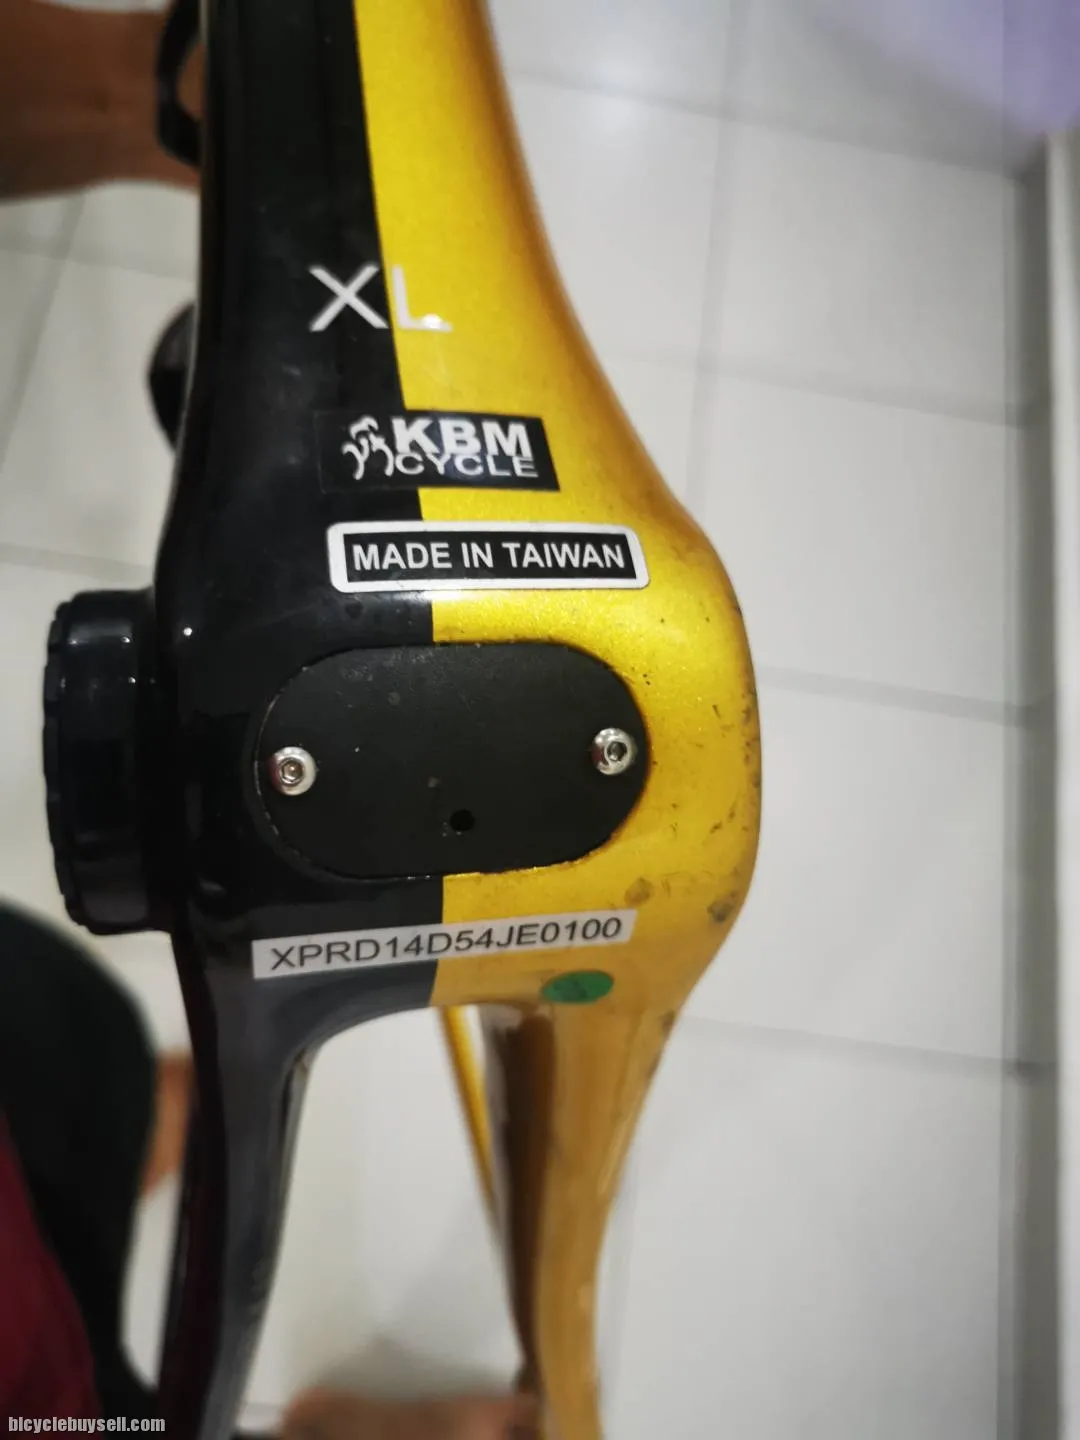 XL
KBM
CYCLE
MADE IN TAIWAN
XPRD14D54JE0100
bicyclebuysell.com